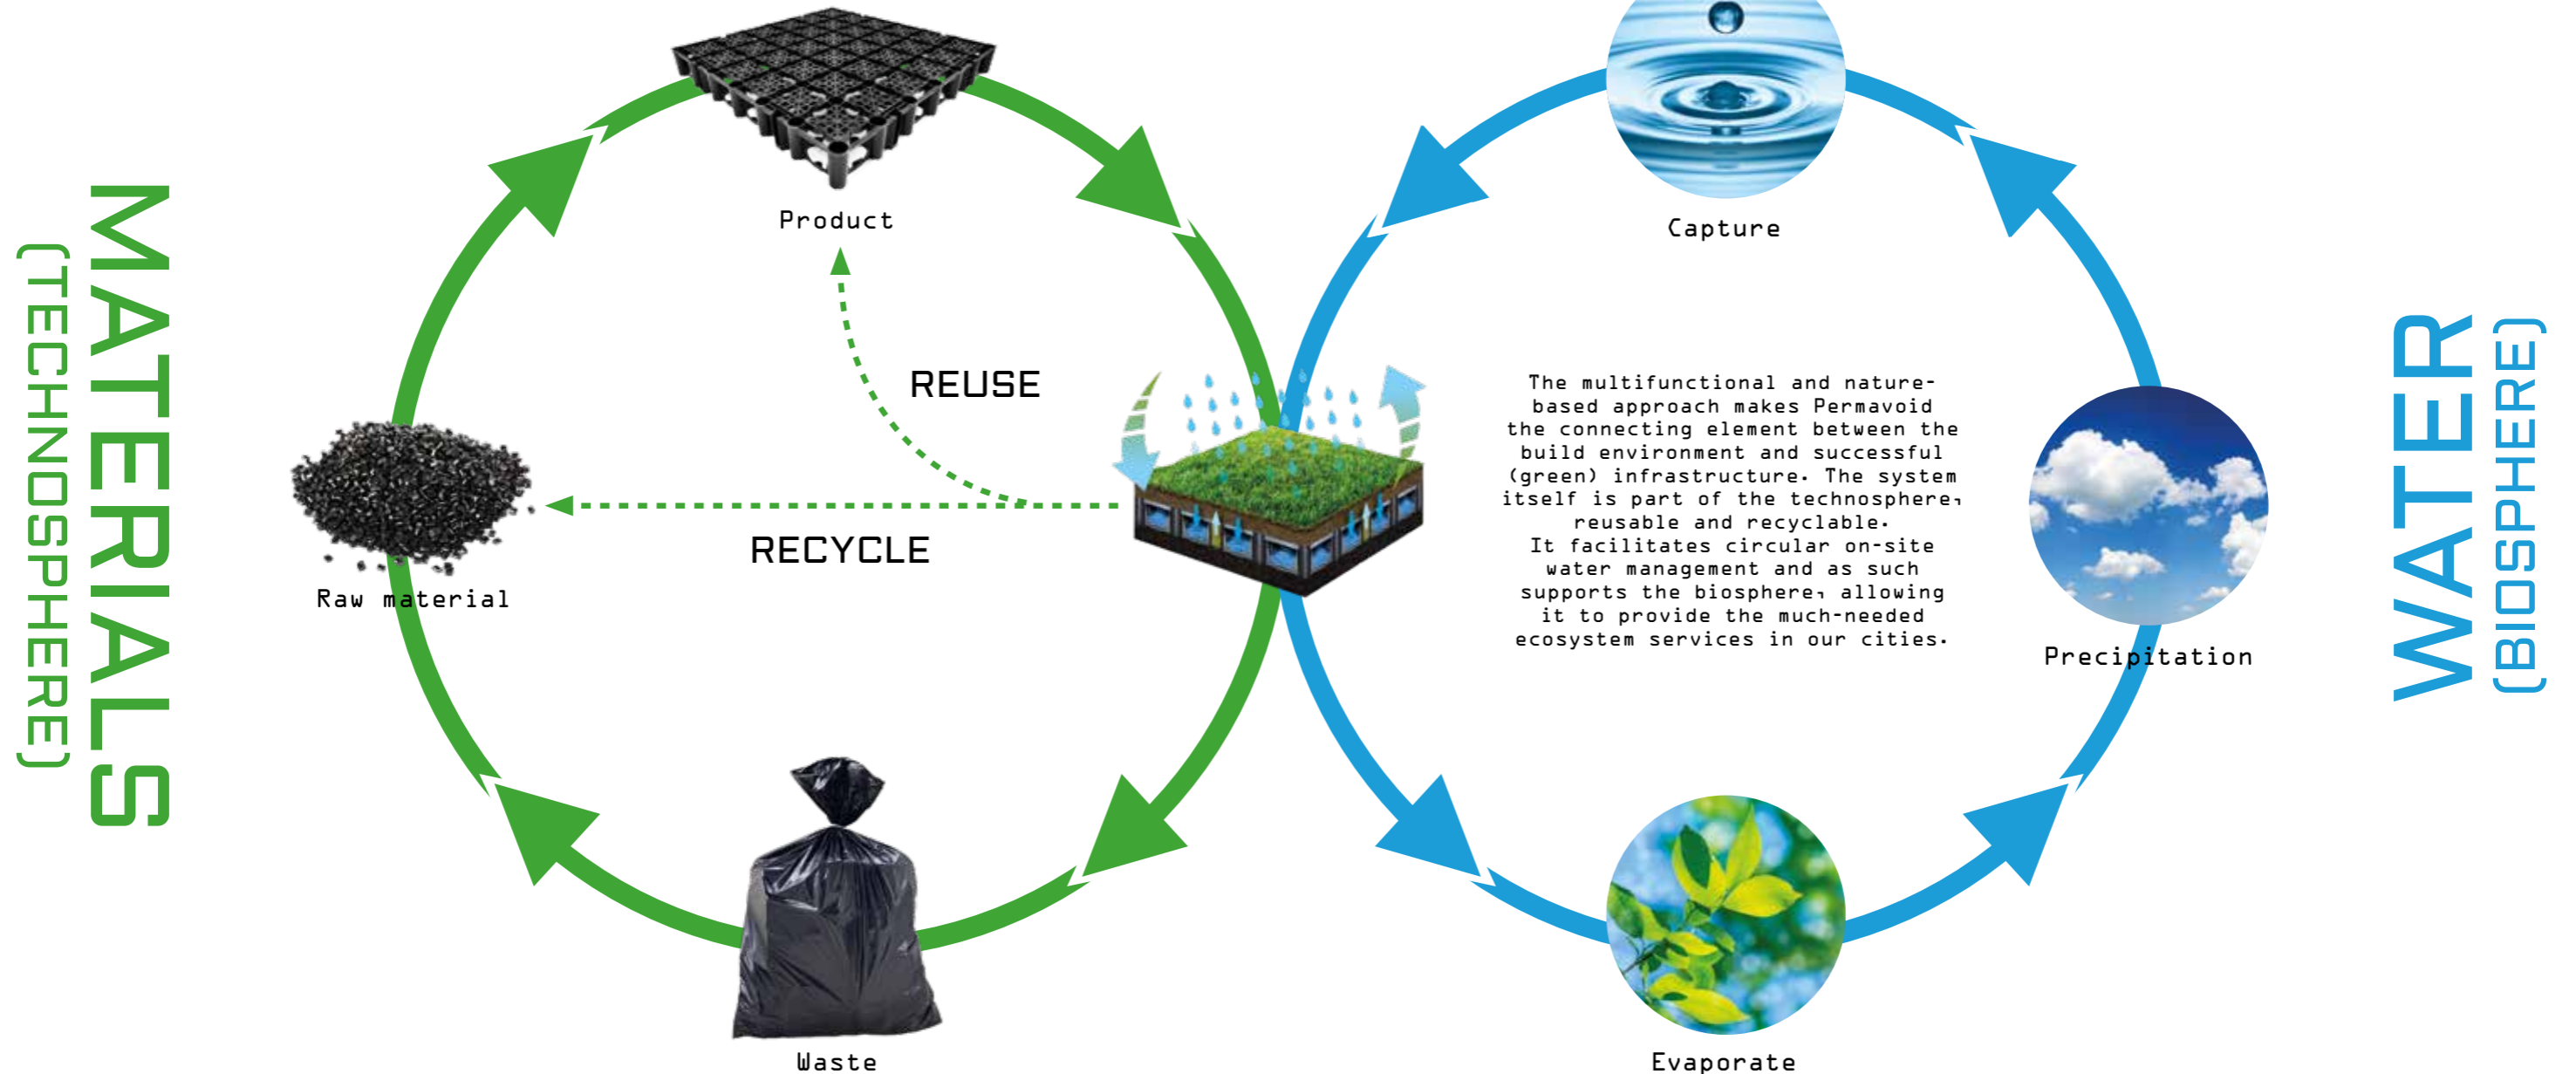 MATERIALS
(TECHNOSPHERE)
Product
REUSE
RECYCLE
Raw material
Waste
Capture
The multifunctional and nature-
based approach makes Permavoid
the connecting element between the
build environment and successful
(green) infrastructure. The system
itself is part of the technosphere,
reusable and recyclable.
It facilitates circular on-site
water management and as such
supports the biosphere, allowing
it to provide the much-needed
ecosystem services in our cities.
Precipitation
Evaporate
WATER
(BIOSPHERE)